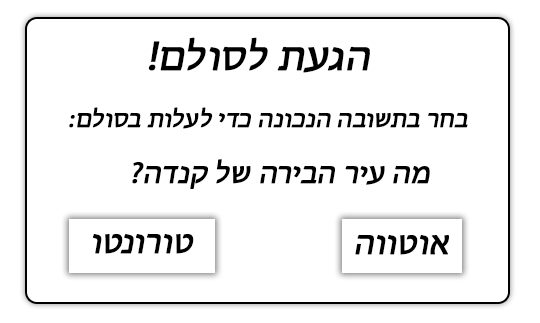 הגעת לסולם!
בחר בתשובה הנכונה כדי לעלות בסולם:
מה עיר הבירה של קנדה?
אוטווה
טורונטו